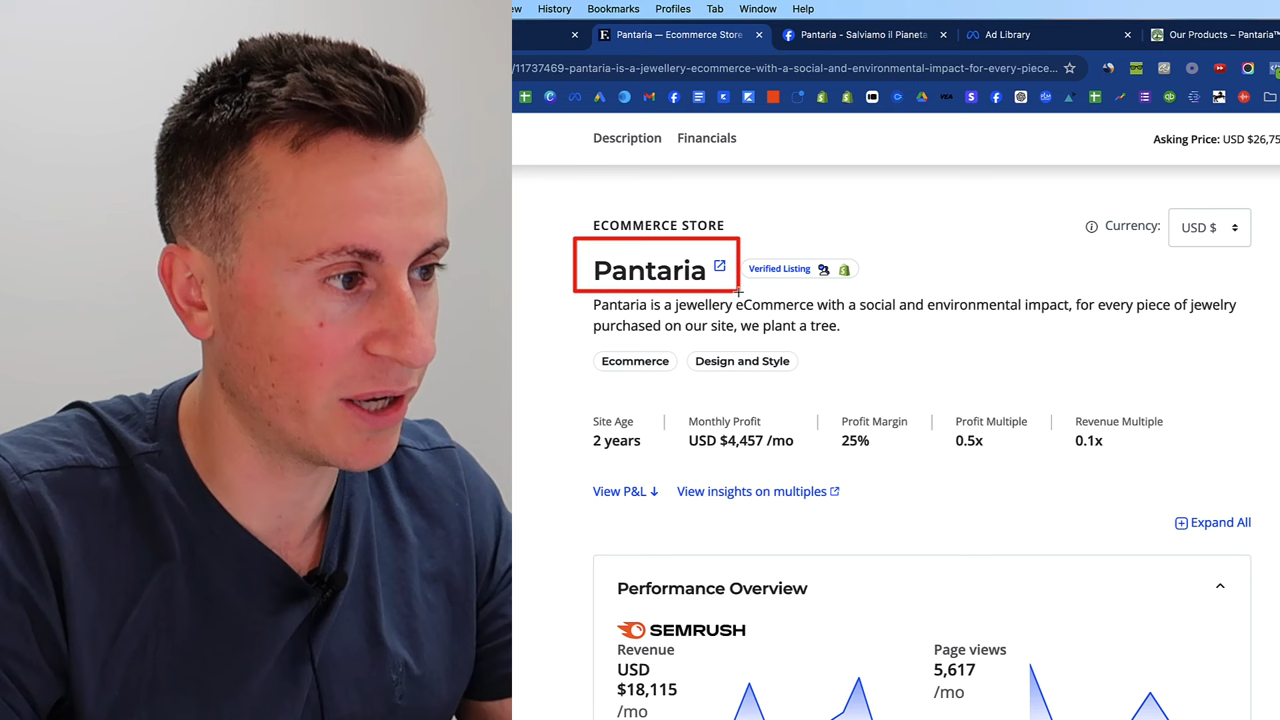 History Bookmarks Profiles Tab Window Help
Pantaria — Ecommerce Store
Pantaria - Salviamo il Pianeta
Ad Library
Our Products – Pantaria™
/11737469-pantaria-is-a-jewellery-ecommerce-with-a-social-and-environmental-impact-for-every-piece...
Description Financials
Asking Price: USD $26,75
ECOMMERCE STORE
Currency: USD $
Pantaria
Verified Listing
Pantaria is a jewellery eCommerce with a social and environmental impact, for every piece of jewelry
purchased on our site, we plant a tree.
Ecommerce Design and Style
Site Age Monthly Profit Profit Margin Profit Multiple Revenue Multiple
2 years USD $4,457 /mo 25% 0.5x 0.1x
View P&L View insights on multiples
Expand All
Performance Overview
SEMRUSH
Revenue Page views
USD 5,617
$18,115 /mo
/mo